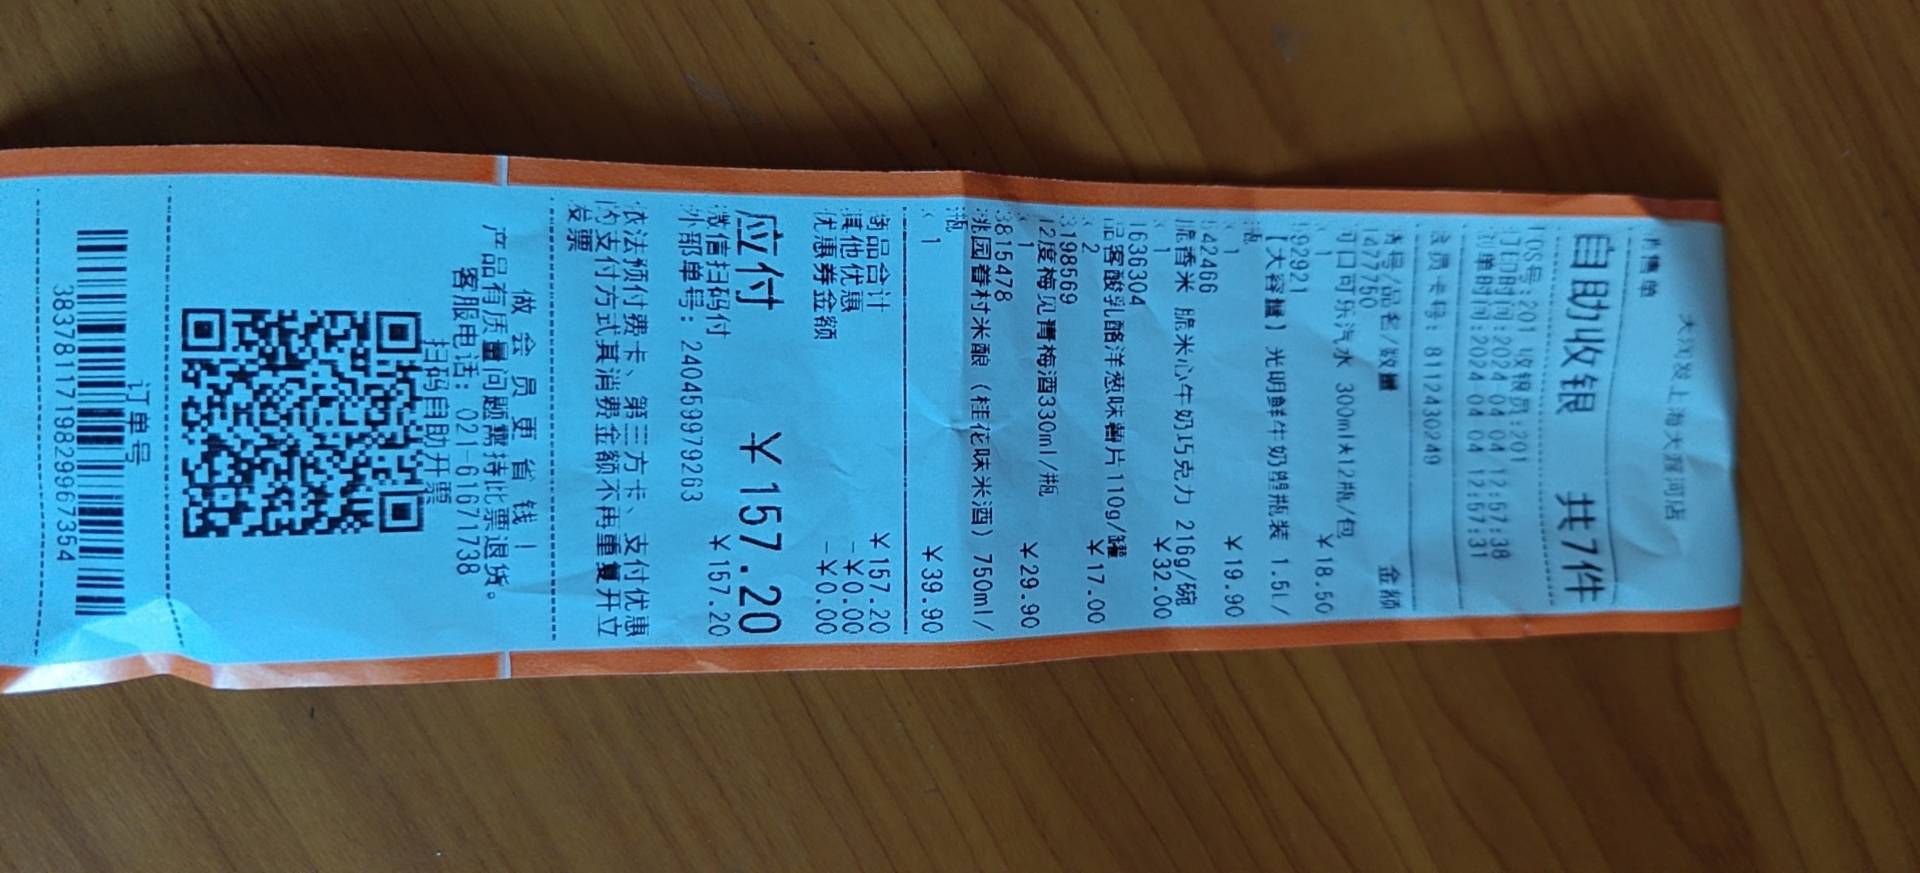 大润发上海大渡河店
销售单
自助收银 共7件
POS号:201 收银员:201
打印时间:2024 04 04 12:57:38
制单时间:2024 04 04 12:57:31
会员卡号: 8112430249
货号/品名/数量 金额
1477750
可口可乐汽水 300ml*12瓶/包
× 1 ￥18.50
592921
【大容量】光明鲜牛奶塑瓶装 1.5L/
瓶
× 1 ￥19.90
脆香米 脆米心牛奶巧克力 216g/碗
× 1 ￥32.00
1636304
品客酸乳酪洋葱味薯片110g/罐
× 2 ￥17.00
3198569
12度梅见青梅酒330ml/瓶
× 1 ￥29.90
3815478
桃园眷村米酿（桂花味米酒）750ml/
瓶
× 1 ￥39.90
商品合计 ￥157.20
其他优惠 -￥0.00
优惠券金额 -￥0.00
应付 ￥157.20
微信扫码付 ￥157.20
外部单号: 240459979263
依法预付费卡、第三方卡、支付优惠
的支付方式其消费金额不再重复开立
发票
做会员更省钱!
产品有质量问题需持此票退货。
客服电话: 021-61671738
扫码自助开票
订单号
3837811719829967354